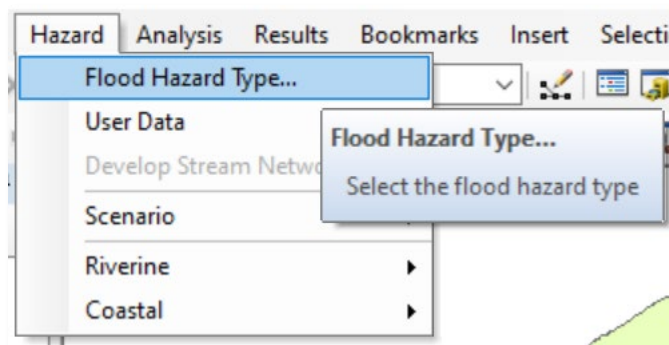 Hazard Analysis Results Bookmarks Insert Selecti
Flood Hazard Type...
User Data
Flood Hazard Type...
Develop Stream Netwo
Select the flood hazard type
Scenario
Riverine
Coastal